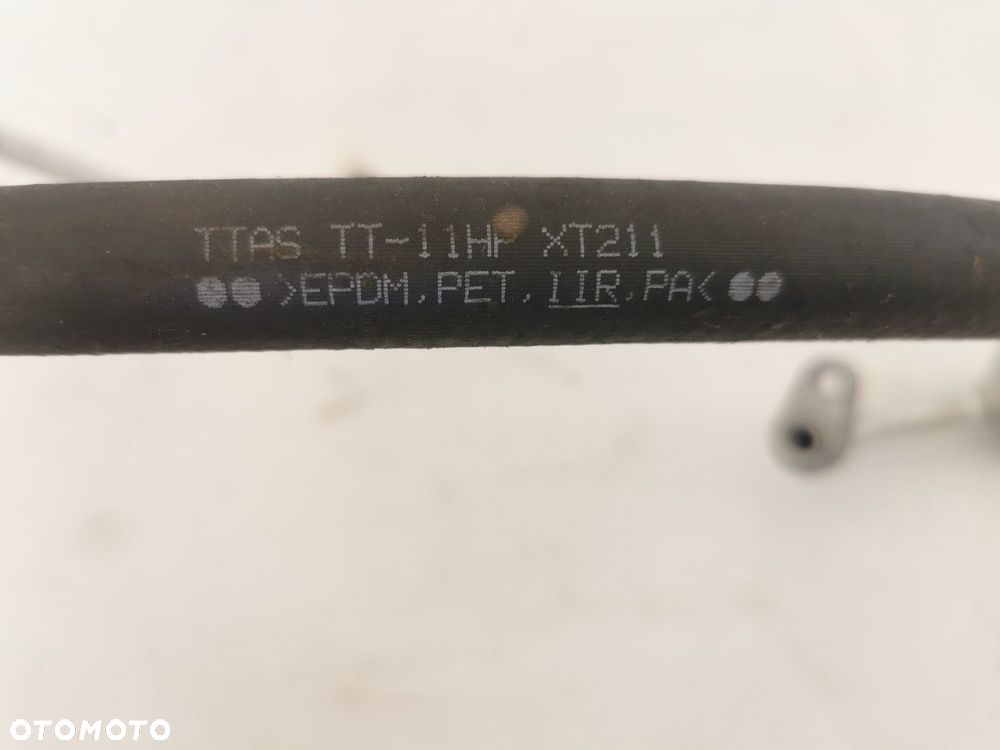 TTAS TT-11HP XT211
●● >EPDM, PET, IIR, PA< ●●
OTOMOTO